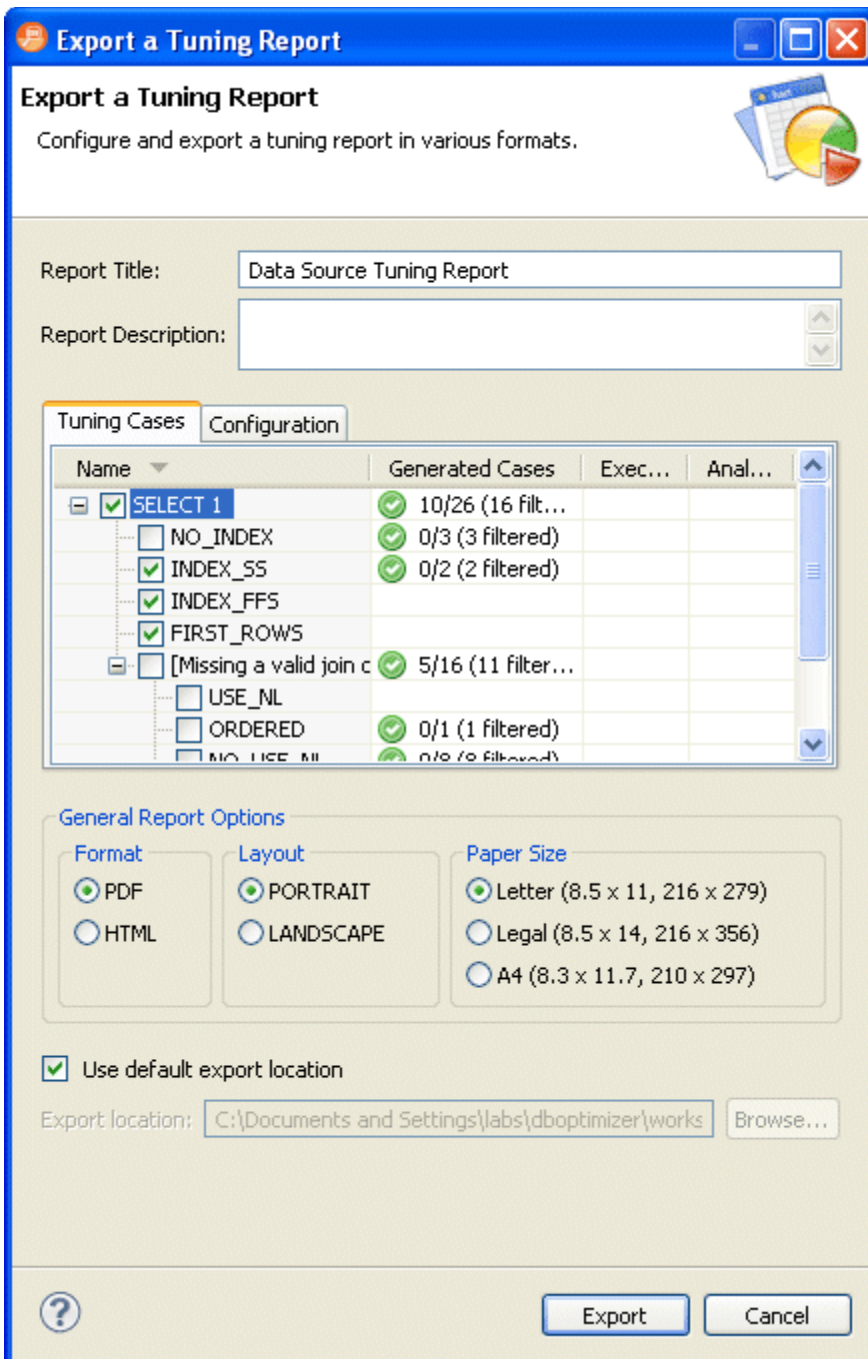 Export a Tuning Report
Export a Tuning Report
Configure and export a tuning report in various formats.
Report Title: Data Source Tuning Report
Report Description:
Tuning Cases Configuration
Name Generated Cases Exec... Anal...
SELECT 1 10/26 (16 filt...
NO_INDEX 0/3 (3 filtered)
INDEX_SS 0/2 (2 filtered)
INDEX_FFS
FIRST_ROWS
[Missing a valid join c 5/16 (11 filter...
USE_NL
ORDERED 0/1 (1 filtered)
NO_USE_NL 0/8 (8 filtered)
General Report Options
Format Layout Paper Size
PDF PORTRAIT Letter (8.5 x 11, 216 x 279)
HTML LANDSCAPE Legal (8.5 x 14, 216 x 356)
A4 (8.3 x 11.7, 210 x 297)
Use default export location
Export location: C:\Documents and Settings\labs\dboptimizer\works Browse...
? Export Cancel